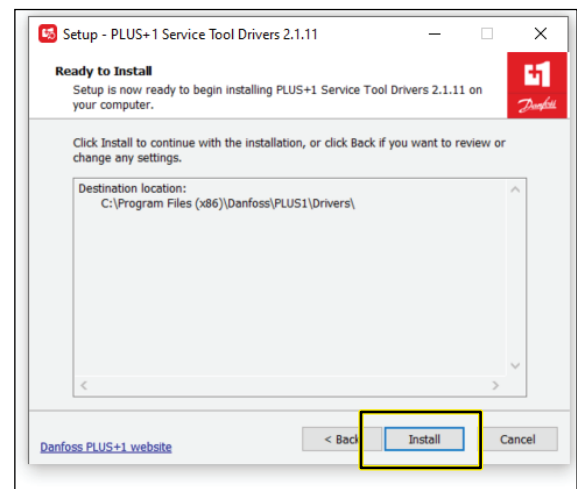 Setup - PLUS+1 Service Tool Drivers 2.1.11
Ready to Install
Setup is now ready to begin installing PLUS+1 Service Tool Drivers 2.1.11 on
your computer.
Danfoss
Click Install to continue with the installation, or click Back if you want to review or
change any settings.
Destination location:
C:\Program Files (x86)\Danfoss\PLUS1\Drivers\
Danfoss PLUS+1 website
< Back
Install
Cancel